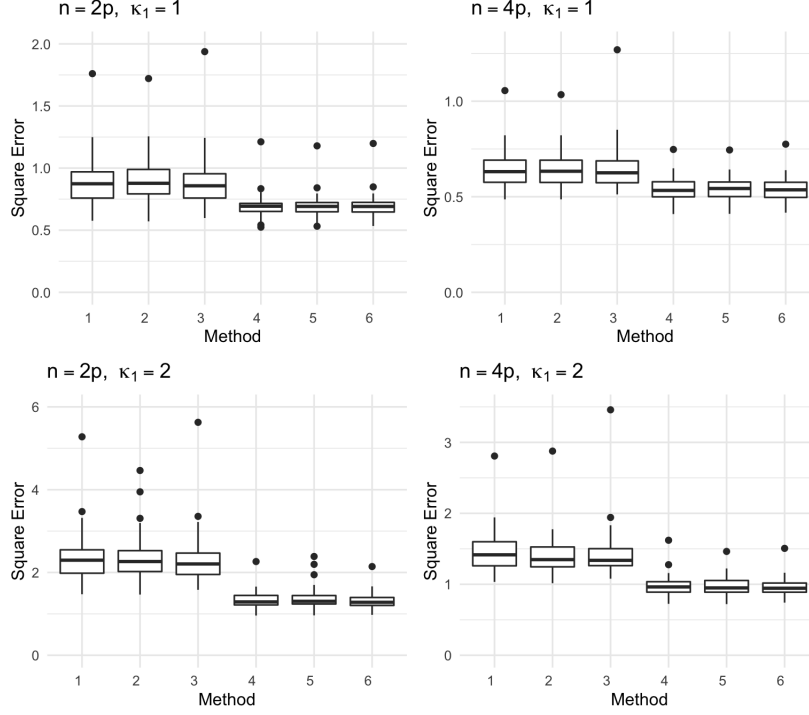 n = 2p, κ₁ = 1
2.0
1.5
1.0
0.5
0.0
Square Error
1 2 3 4 5 6
Method
n = 4p, κ₁ = 1
1.0
0.5
0.0
Square Error
1 2 3 4 5 6
Method
n = 2p, κ₁ = 2
6
4
2
0
Square Error
1 2 3 4 5 6
Method
n = 4p, κ₁ = 2
3
2
1
0
Square Error
1 2 3 4 5 6
Method